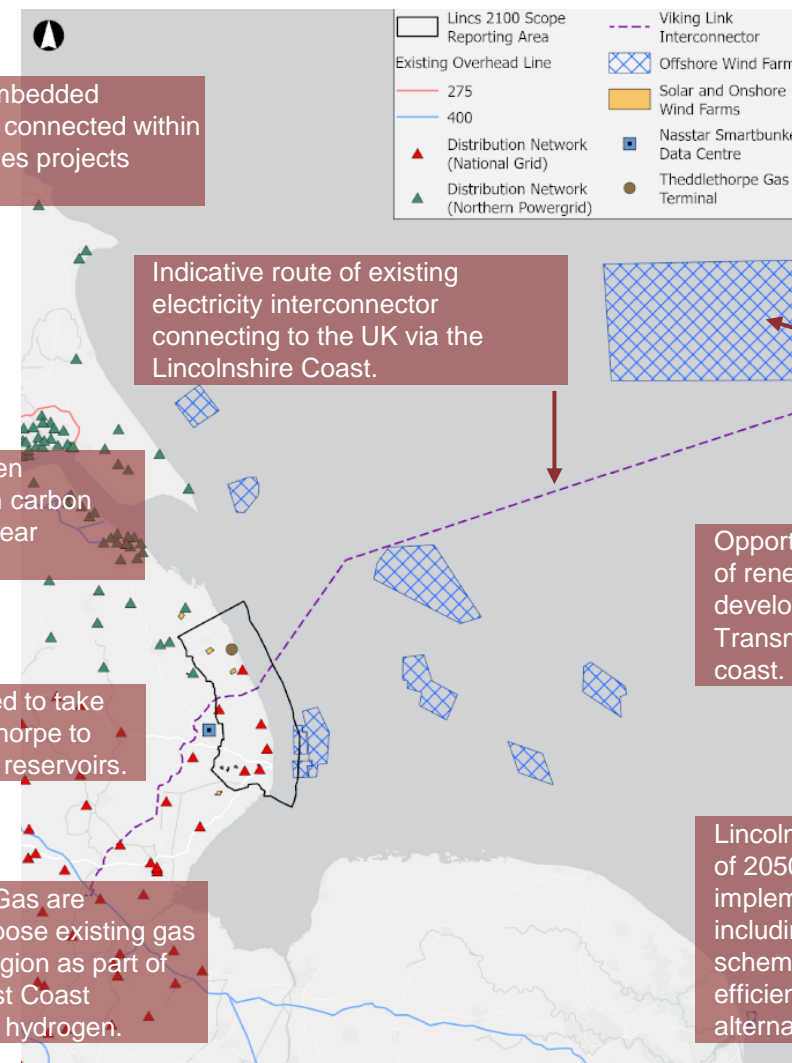 Lincs 2100 Scope
Reporting Area
Existing Overhead Line
275
400
Distribution Network
(National Grid)
Distribution Network
(Northern Powergrid)
Viking Link
Interconnector
Offshore Wind Farm
Solar and Onshore
Wind Farms
Nasstar Smartbunke
Data Centre
Theddlethorpe Gas
Terminal
mbedded
connected within
es projects
Indicative route of existing
electricity interconnector
connecting to the UK via the
Lincolnshire Coast.
en
carbon
ear
ed to take
horpe to
reservoirs.
Gas are
pose existing gas
gion as part of
st Coast
hydrogen.
Opport
of rene
develo
Transm
coast.
Lincoln
of 2050
implem
including
schem
efficien
alterna